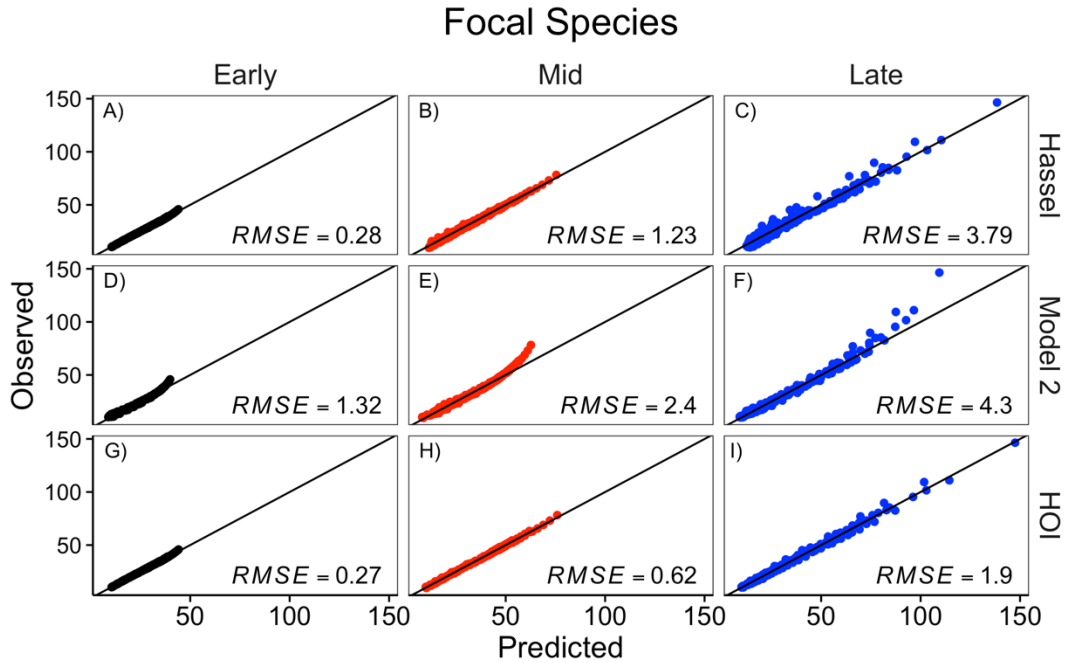 Focal Species
Early Mid Late
A) B) C)
150
100
50
RMSE = 0.28 RMSE = 1.23 RMSE = 3.79
Hassel
D) E) F)
150
100
50
RMSE = 1.32 RMSE = 2.4 RMSE = 4.3
Model 2
G) H) I)
150
100
50
RMSE = 0.27 RMSE = 0.62 RMSE = 1.9
HOI
Observed
50 100 150 50 100 150 50 100 150
Predicted